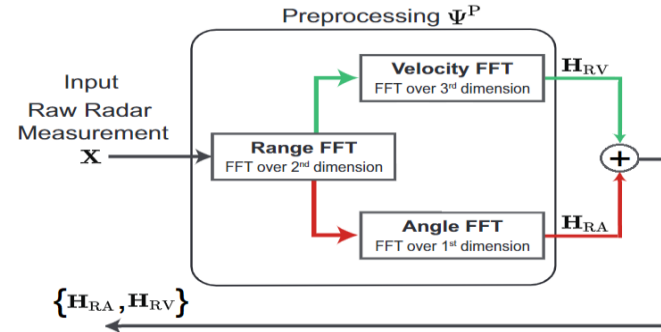 Preprocessing Ψ^P
Input
Raw Radar
Measurement
X
Velocity FFT
FFT over 3rd dimension
H_RV
Range FFT
FFT over 2nd dimension
+
Angle FFT
FFT over 1st dimension
H_RA
{H_RA,H_RV}